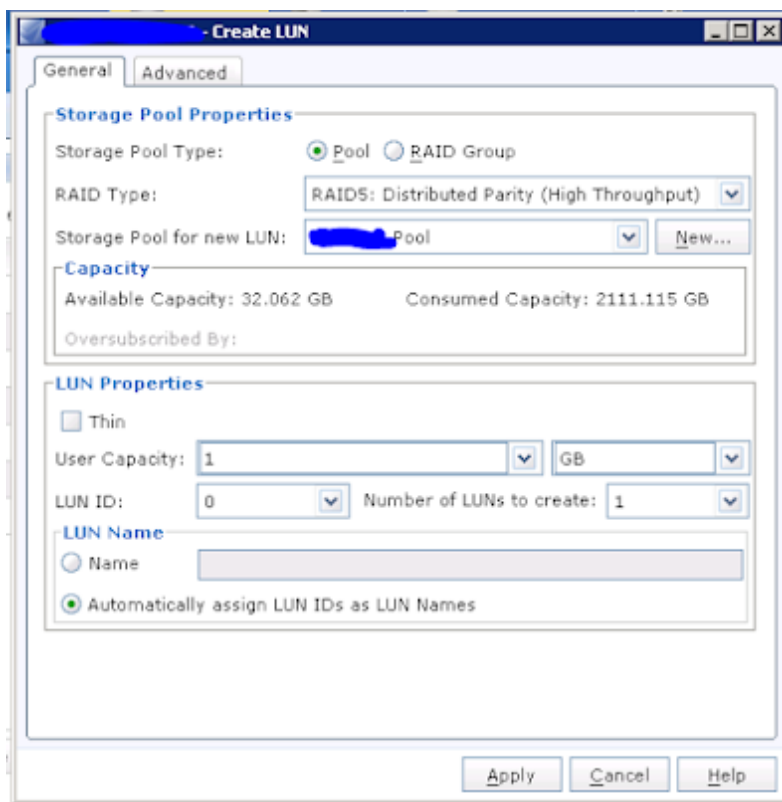 - Create LUN
General Advanced
Storage Pool Properties
Storage Pool Type: Pool RAID Group
RAID Type: RAID5: Distributed Parity (High Throughput)
Storage Pool for new LUN: Pool New...
Capacity
Available Capacity: 32.062 GB Consumed Capacity: 2111.115 GB
Oversubscribed By:
LUN Properties
Thin
User Capacity: 1 GB
LUN ID: 0 Number of LUNs to create: 1
LUN Name
Name
Automatically assign LUN IDs as LUN Names
Apply Cancel Help